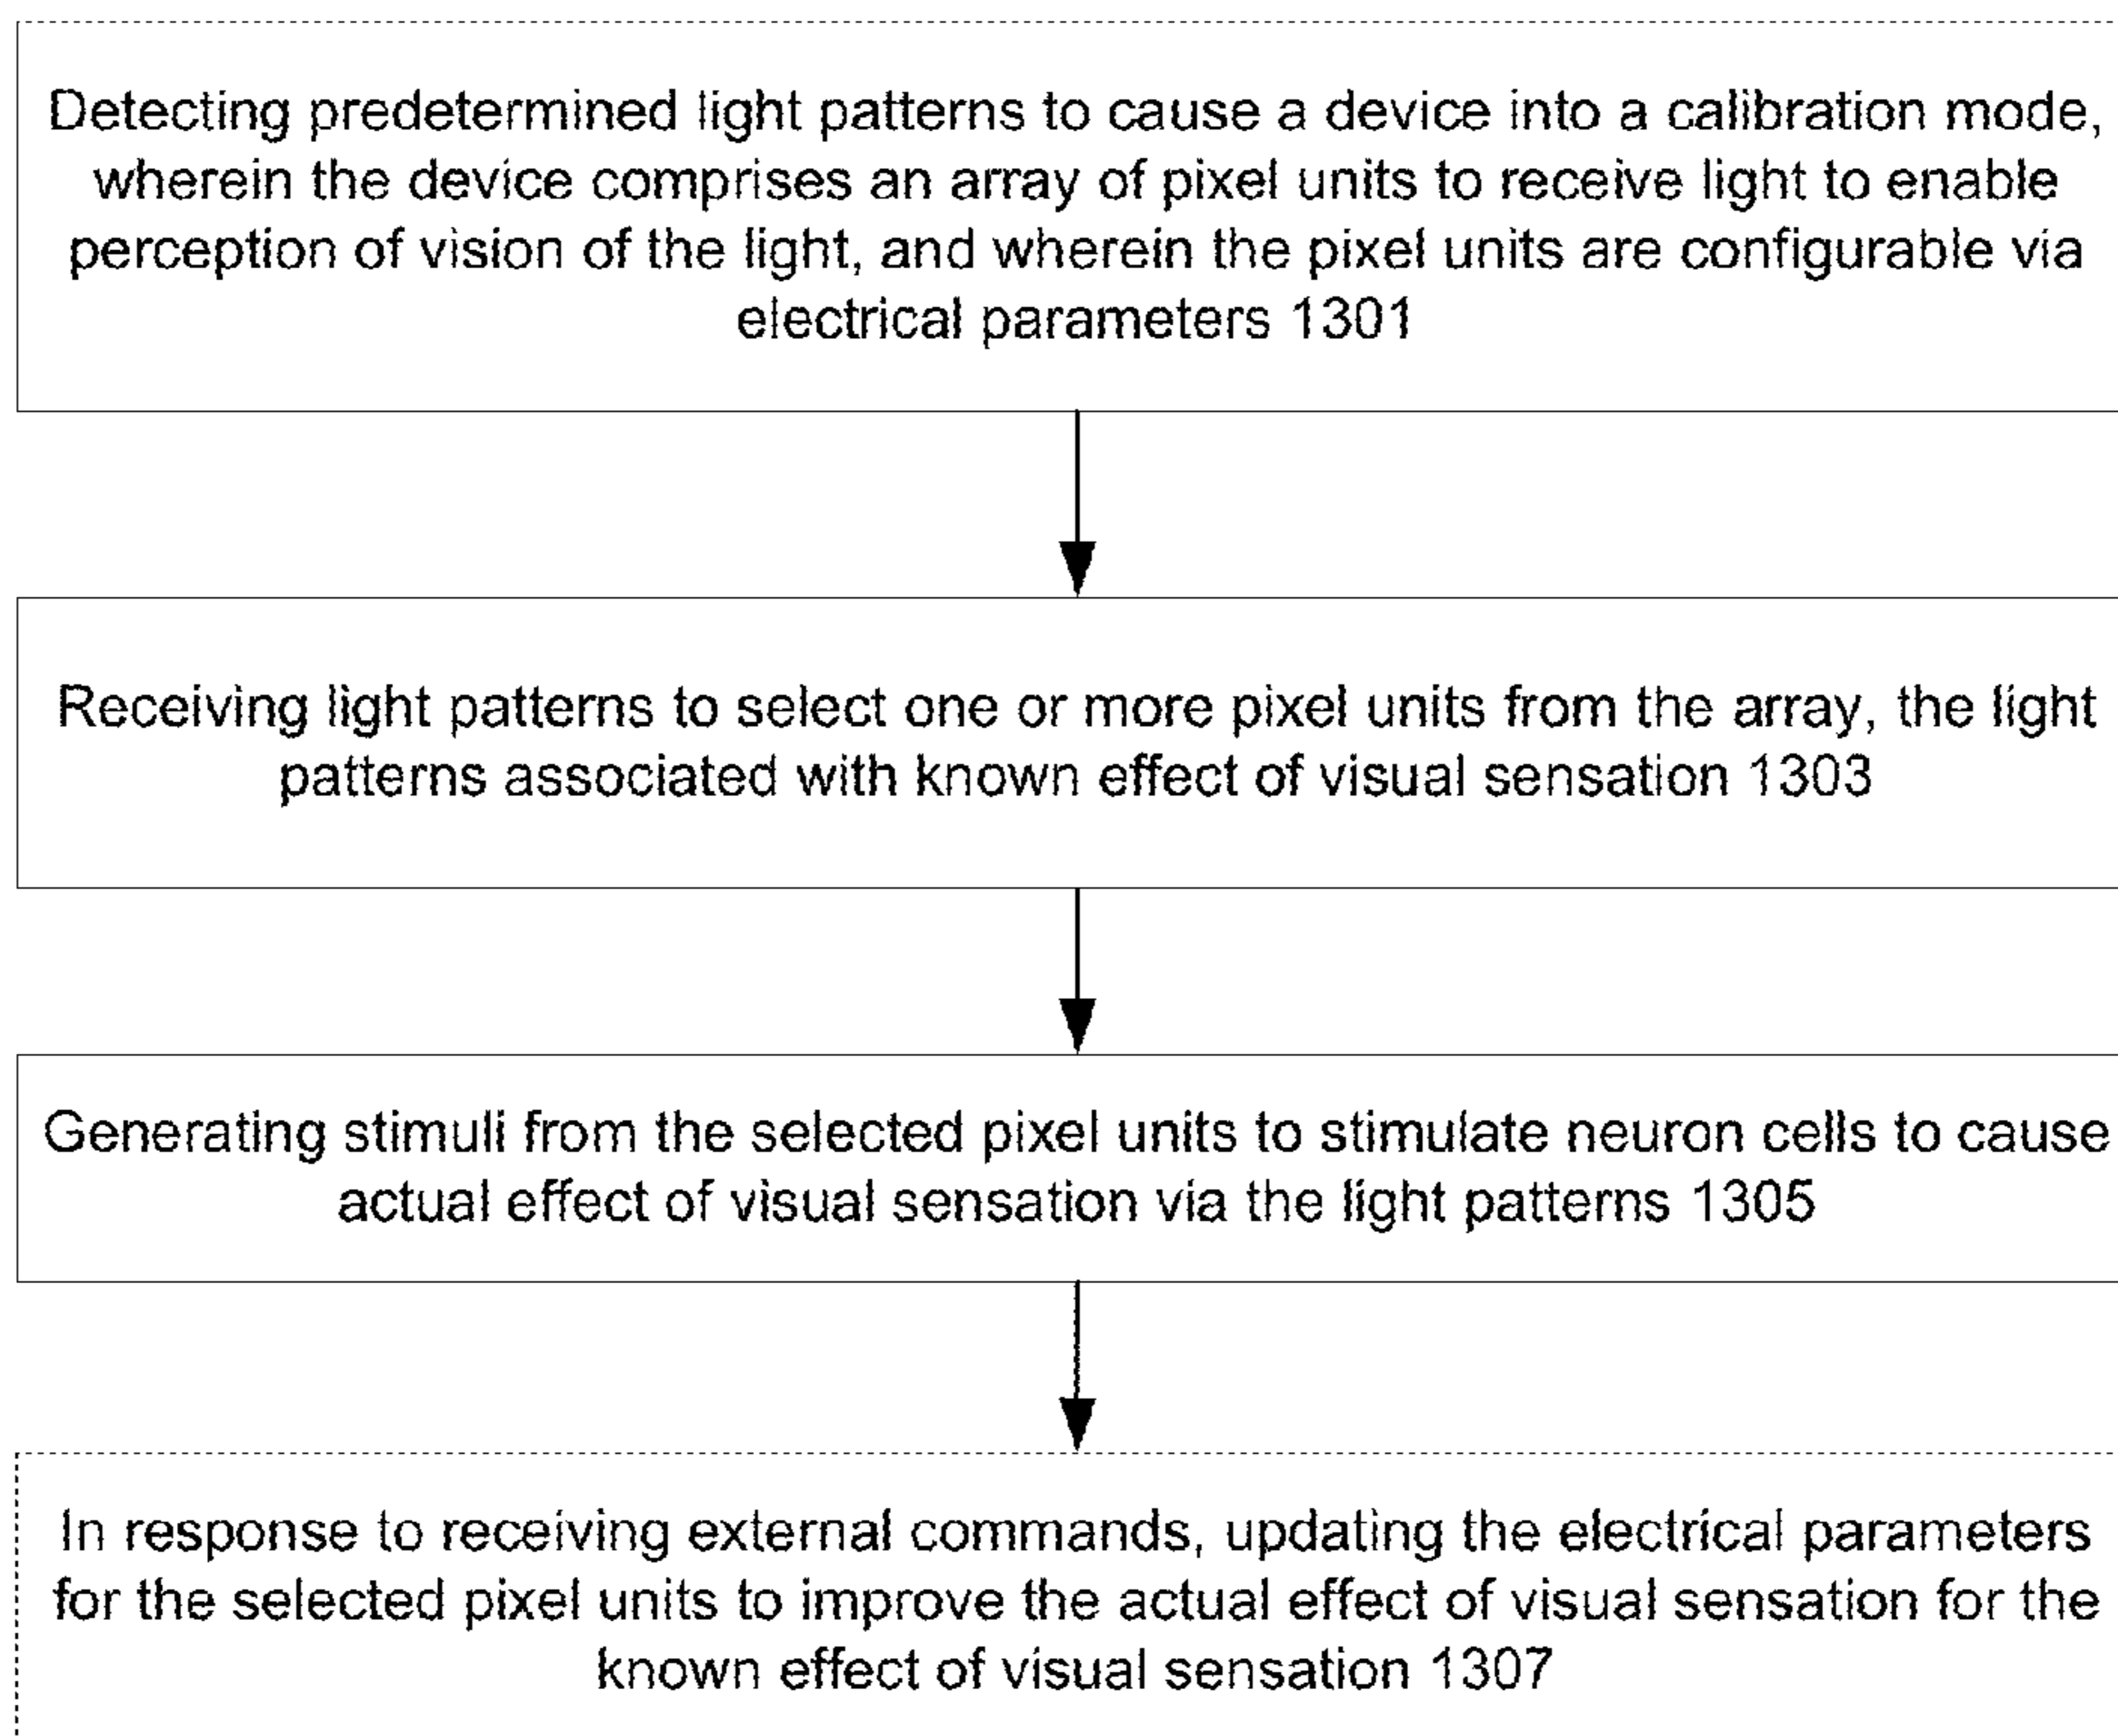 Detecting predetermined light patterns to cause a device into a calibration mode,
wherein the device comprises an array of pixel units to receive light to enable
perception of vision of the light, and wherein the pixel units are configurable via
electrical parameters 1301
Receiving light patterns to select one or more pixel units from the array, the light
patterns associated with known effect of visual sensation 1303
Generating stimuli from the selected pixel units to stimulate neuron cells to cause
actual effect of visual sensation via the light patterns 1305
In response to receiving external commands, updating the electrical parameters
for the selected pixel units to improve the actual effect of visual sensation for the
known effect of visual sensation 1307